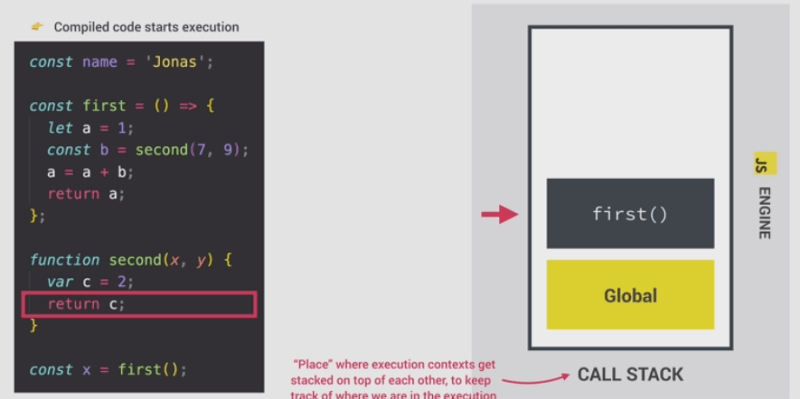 👉 Compiled code starts execution
const name = 'Jonas';
const first = () => {
let a = 1;
const b = second(7, 9);
a = a + b;
return a;
};
function second(x, y) {
var c = 2;
return c;
}
const x = first();
first()
Global
CALL STACK
JS ENGINE
"Place" where execution contexts get
stacked on top of each other, to keep
track of where we are in the execution